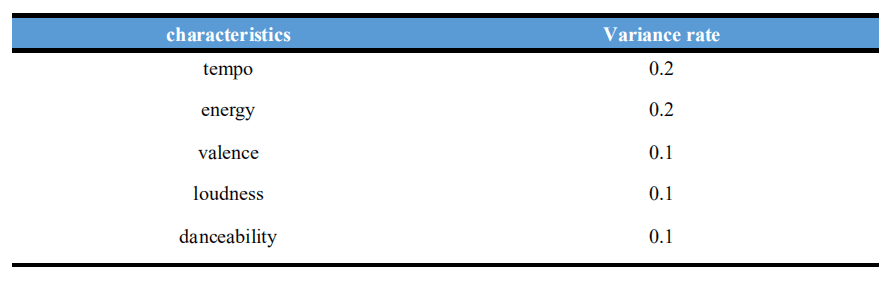 characteristics Variance rate
tempo 0.2
energy 0.2
valence 0.1
loudness 0.1
danceability 0.1